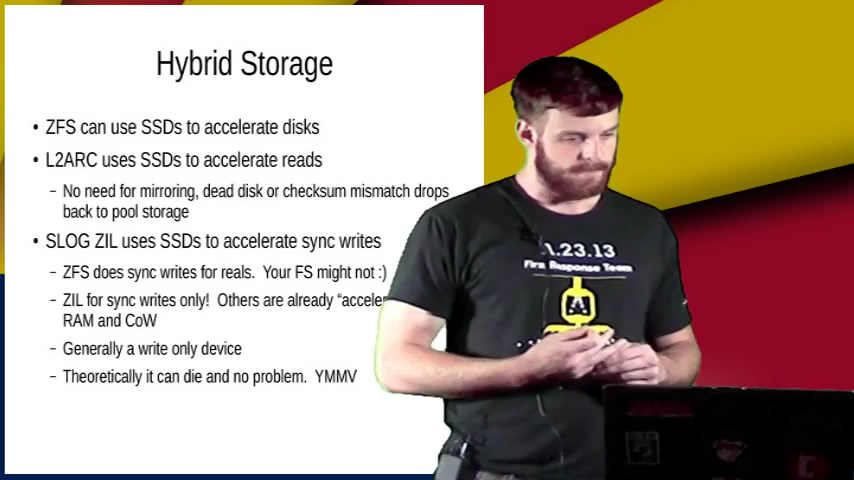 Hybrid Storage
• ZFS can use SSDs to accelerate disks
• L2ARC uses SSDs to accelerate reads
– No need for mirroring, dead disk or checksum mismatch drops
back to pool storage
• SLOG ZIL uses SSDs to accelerate sync writes
– ZFS does sync writes for reals. Your FS might not :)
– ZIL for sync writes only! Others are already “acceler
RAM and CoW
– Generally a write only device
– Theoretically it can die and no problem. YMMV
.23.13
First Response Team